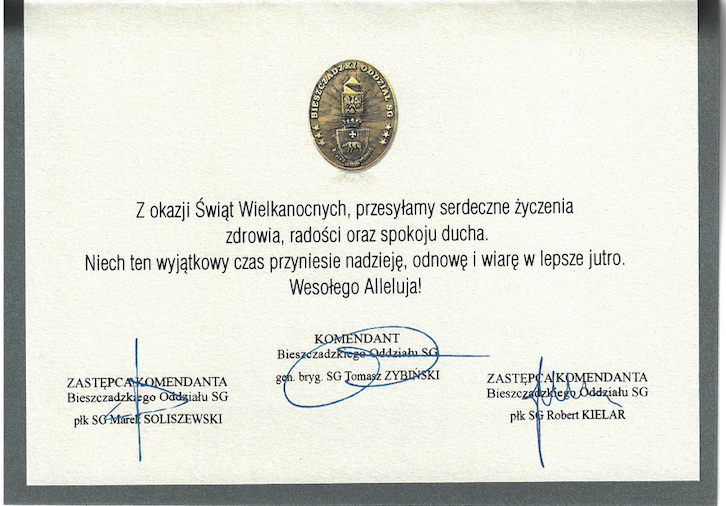 BIESZCZADZKI ODDZIAŁ SG
Z okazji Świąt Wielkanocnych, przesyłamy serdeczne życzenia
zdrowia, radości oraz spokoju ducha.
Niech ten wyjątkowy czas przyniesie nadzieję, odnowę i wiarę w lepsze jutro.
Wesołego Alleluja!
KOMENDANT
Bieszczadzkiego Oddziału SG
gen. bryg. SG Tomasz ZYBIŃSKI
ZASTĘPCA KOMENDANTA
Bieszczadzkiego Oddziału SG
płk SG Marek SOLISZEWSKI
ZASTĘPCA KOMENDANTA
Bieszczadzkiego Oddziału SG
płk SG Robert KIELAR